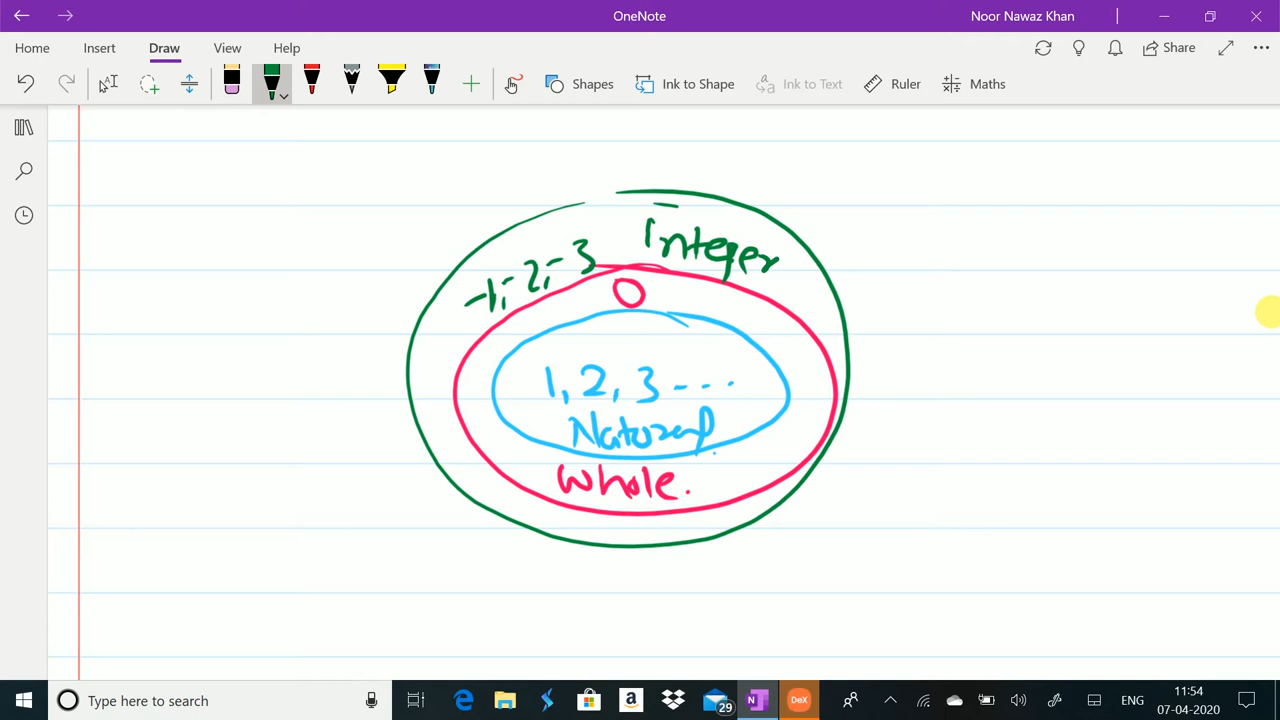 OneNote
Noor Nawaz Khan
Home Insert Draw View Help
Share
Shapes Ink to Shape Ink to Text Ruler Maths
Integer
-1, -2, -3
0
1, 2, 3 - - -
Natural
Whole.
Type here to search
a
29
N
DeX
ENG
11:54
07-04-2020